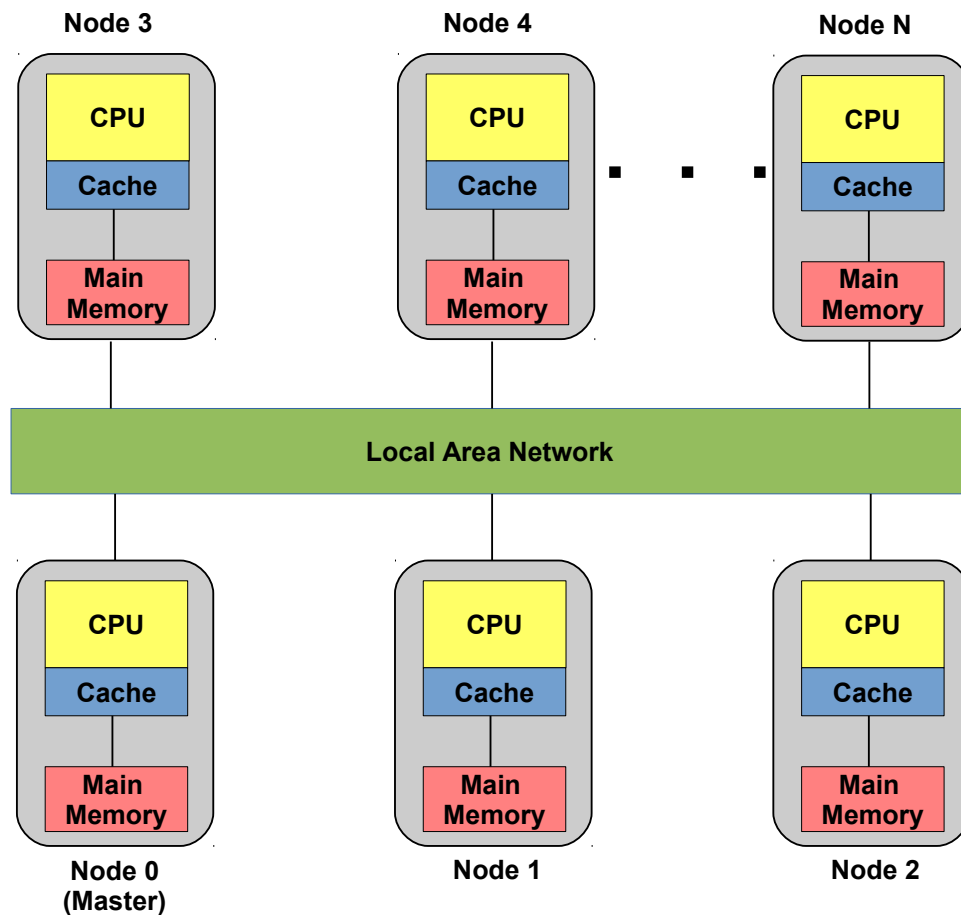 Node 3
Node 4
Node N
CPU
CPU
CPU
Cache
Cache
Cache
Main
Memory
Main
Memory
Main
Memory
Local Area Network
CPU
CPU
CPU
Cache
Cache
Cache
Main
Memory
Main
Memory
Main
Memory
Node 0
(Master)
Node 1
Node 2